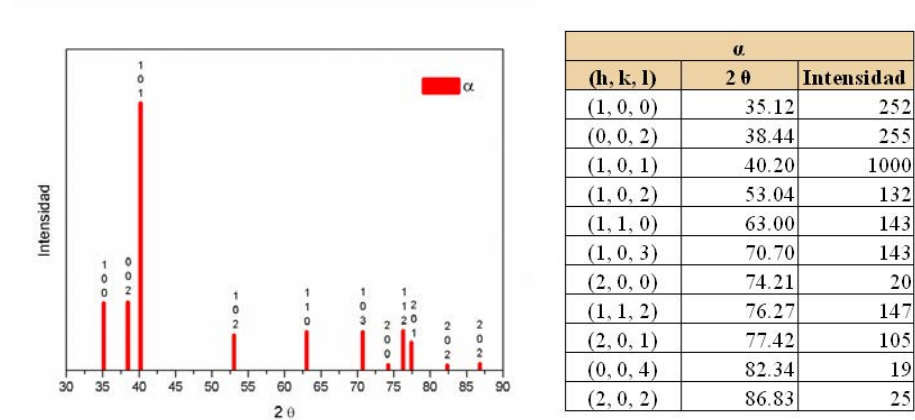 α
Intensidad
1 0 0
0 0 2
1 0 1
1 0 2
1 1 0
1 0 3
2 0 0
1 1 2
2 0 1
2 0 2
2 0 2
30 35 40 45 50 55 60 65 70 75 80 85 90
2 θ
α
(h, k, l) 2 θ Intensidad
(1, 0, 0) 35.12 252
(0, 0, 2) 38.44 255
(1, 0, 1) 40.20 1000
(1, 0, 2) 53.04 132
(1, 1, 0) 63.00 143
(1, 0, 3) 70.70 143
(2, 0, 0) 74.21 20
(1, 1, 2) 76.27 147
(2, 0, 1) 77.42 105
(0, 0, 4) 82.34 19
(2, 0, 2) 86.83 25